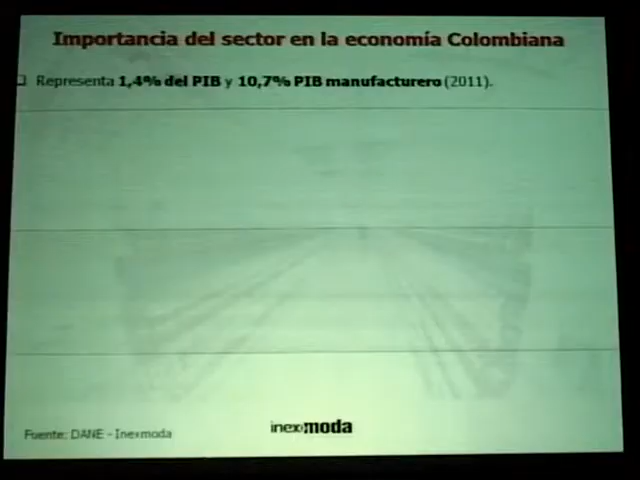 Importancia del sector en la economía Colombiana
Representa 1,4% del PIB y 10,7% PIB manufacturero (2011).
Fuente: DANE - Inexmoda
inexmoda